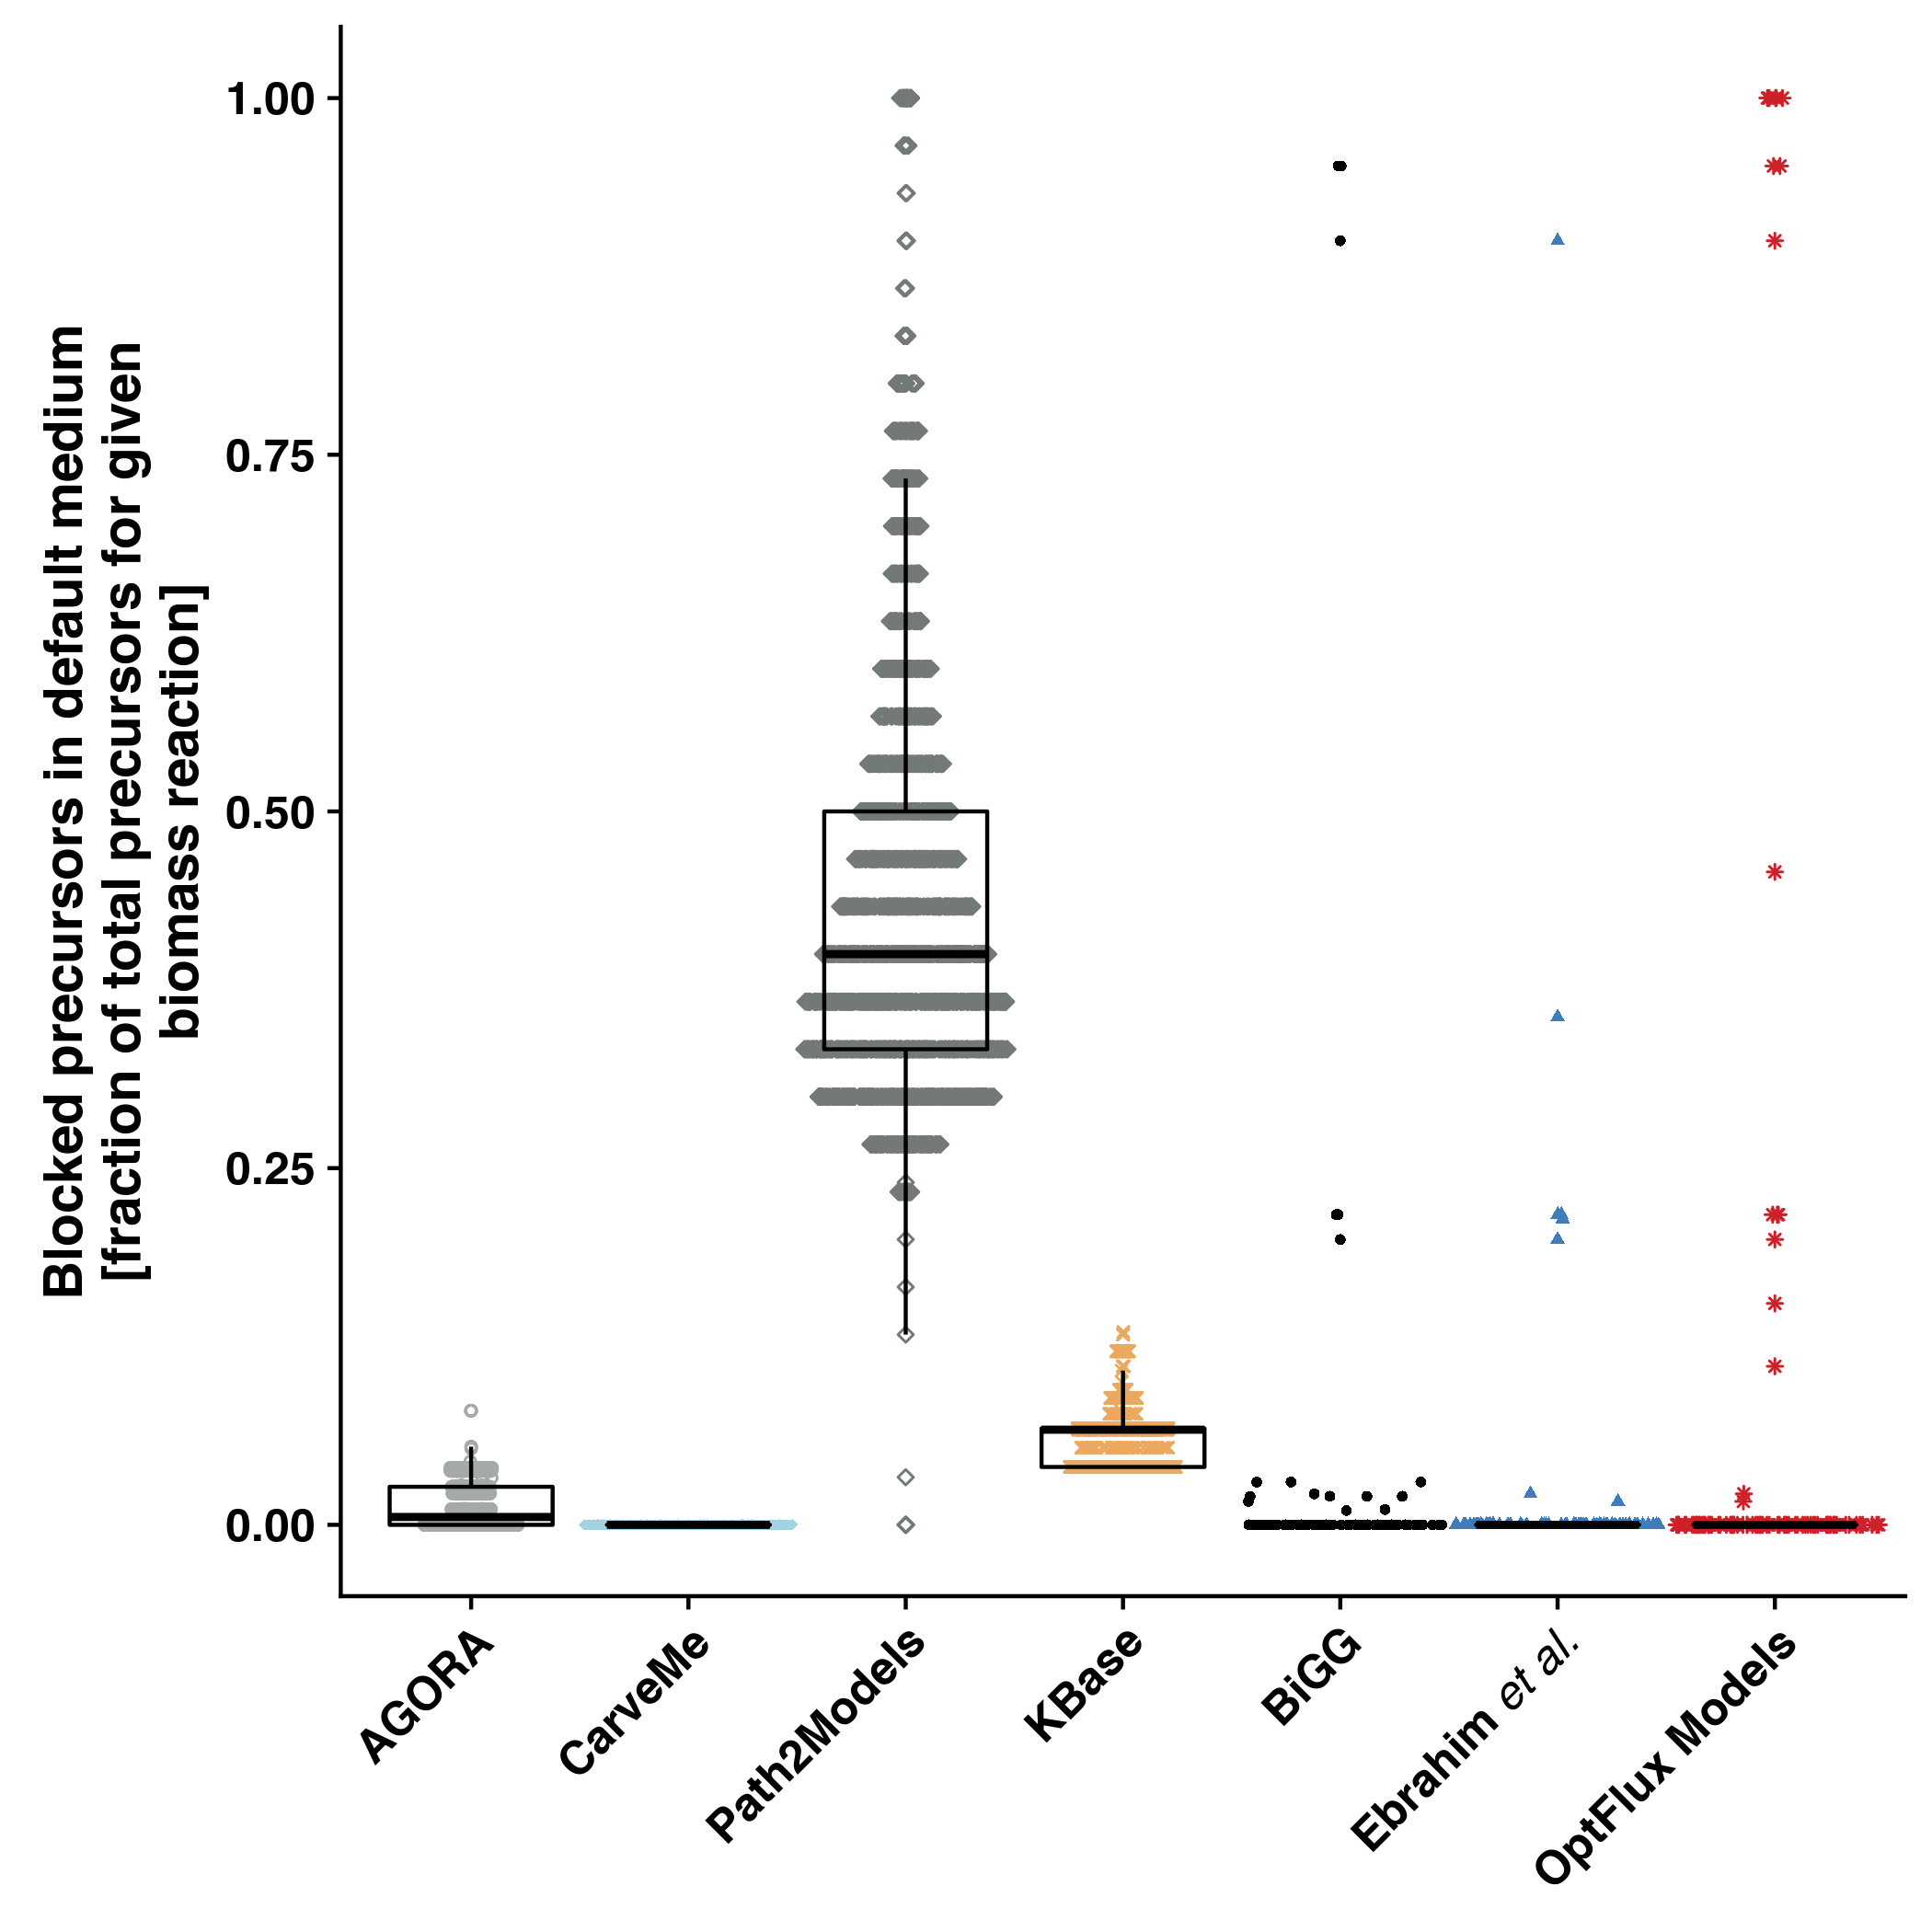 Blocked precursors in default medium
[fraction of total precursors for given
biomass reaction]
1.00
0.75
0.50
0.25
0.00
AGORA
CarveMe
Path2Models
KBase
BiGG
Ebrahim et al.
OptFlux Models